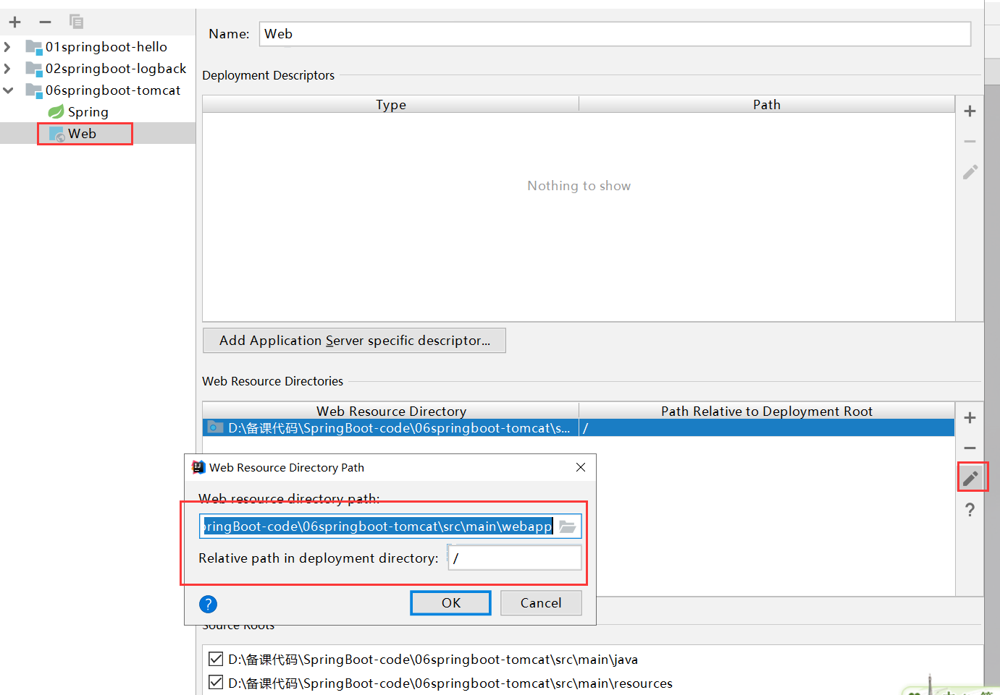 Name:
Web
01springboot-hello
02springboot-logback
06springboot-tomcat
Spring
Web
Deployment Descriptors
Type
Path
Nothing to show
Add Application Server specific descriptor...
Web Resource Directories
Web Resource Directory
Path Relative to Deployment Root
D:\备课代码\SpringBoot-code\06springboot-tomcat\s...
/
Web Resource Directory Path
Web resource directory path:
ringBoot-code\06springboot-tomcat\src\main\webapp
Relative path in deployment directory:
/
OK
Cancel
Source Roots
D:\备课代码\SpringBoot-code\06springboot-tomcat\src\main\java
D:\备课代码\SpringBoot-code\06springboot-tomcat\src\main\resources